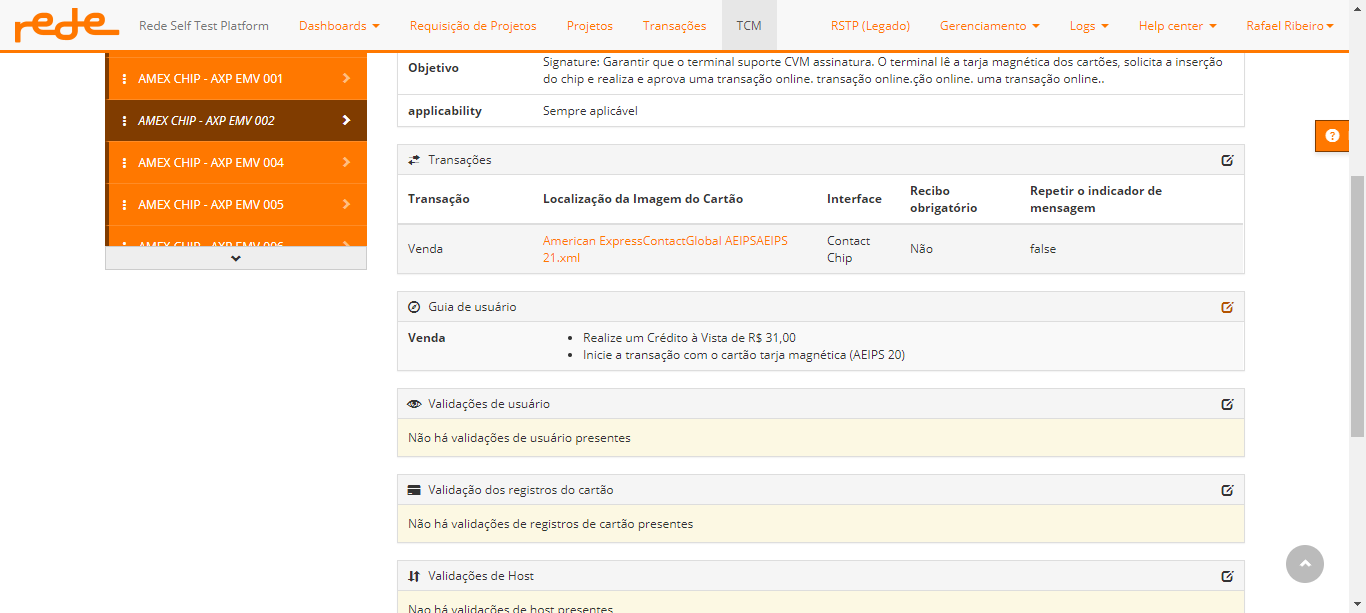 rede Rede Self Test Platform Dashboards Requisição de Projetos Projetos Transações TCM RSTP (Legado) Gerenciamento Logs Help center Rafael Ribeiro
AMEX CHIP - AXP EMV 001
AMEX CHIP - AXP EMV 002
AMEX CHIP - AXP EMV 004
AMEX CHIP - AXP EMV 005
AMEX CHIP - AXP EMV 006
Objetivo
Signature: Garantir que o terminal suporte CVM assinatura. O terminal lê a tarja magnética dos cartões, solicita a inserção
do chip e realiza e aprova uma transação online. transação online.ção online. uma transação online..
applicability
Sempre aplicável
Transações
Transação Localização da Imagem do Cartão Interface Recibo obrigatório Repetir o indicador de mensagem
Venda
American ExpressContactGlobal AEIPSAEIPS
21.xml
Contact
Chip
Não
false
Guia de usuário
Venda
• Realize um Crédito à Vista de R$ 31,00
• Inicie a transação com o cartão tarja magnética (AEIPS 20)
Validações de usuário
Não há validações de usuário presentes
Validação dos registros do cartão
Não há validações de registros de cartão presentes
Validações de Host
Nao há validações de host presentes
?